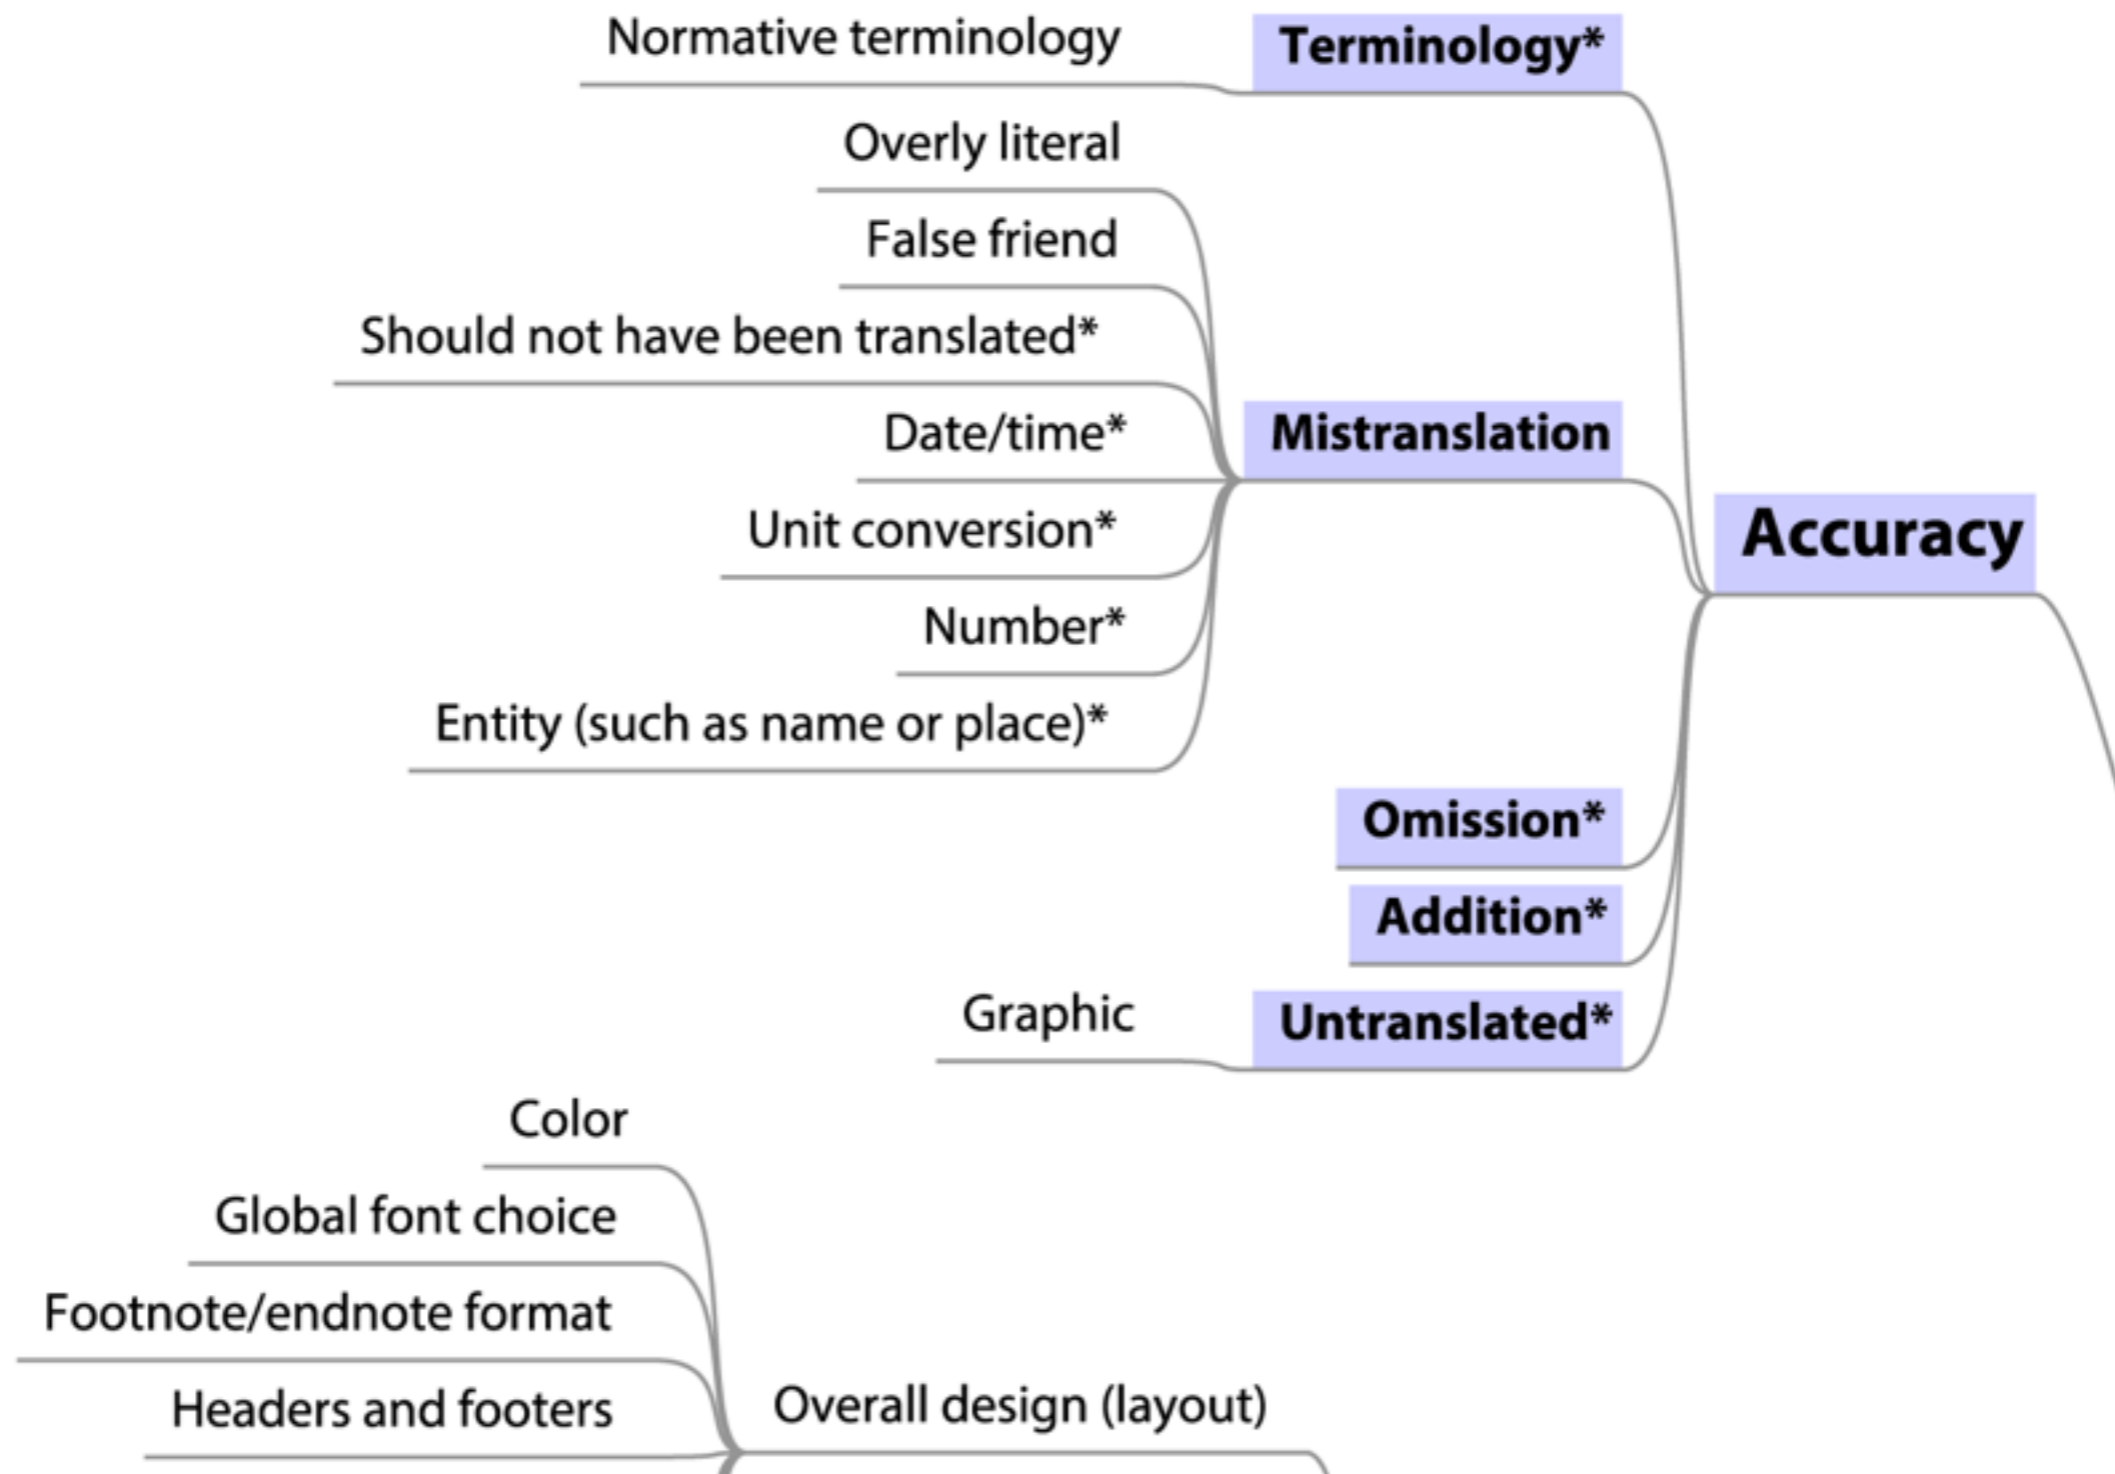 Normative terminology
Terminology*
Overly literal
False friend
Should not have been translated*
Date/time*
Mistranslation
Unit conversion*
Accuracy
Number*
Entity (such as name or place)*
Omission*
Addition*
Graphic
Untranslated*
Color
Global font choice
Footnote/endnote format
Headers and footers
Overall design (layout)